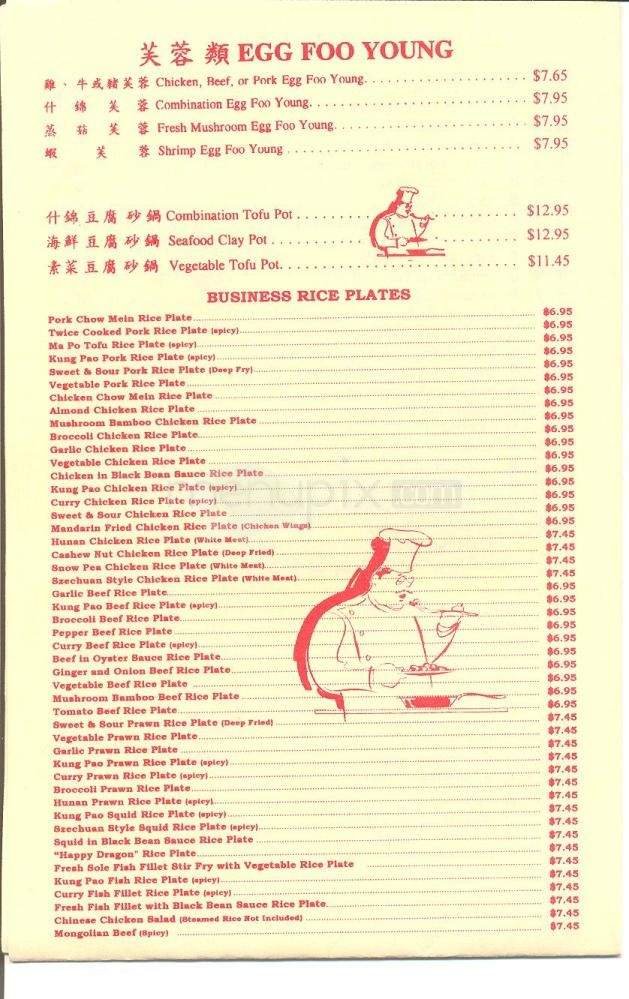 芙蓉類 EGG FOO YOUNG
雞、牛或豬芙蓉 Chicken, Beef, or Pork Egg Foo Young. $7.65
什錦芙蓉 Combination Egg Foo Young. $7.95
蘑菇芙蓉 Fresh Mushroom Egg Foo Young. $7.95
蝦芙蓉 Shrimp Egg Foo Young $7.95
什錦豆腐砂鍋 Combination Tofu Pot $12.95
海鮮豆腐砂鍋 Seafood Clay Pot $12.95
素菜豆腐砂鍋 Vegetable Tofu Pot. $11.45
BUSINESS RICE PLATES
Pork Chow Mein Rice Plate $6.95
Twice Cooked Pork Rice Plate (spicy) $6.95
Ma Po Tofu Rice Plate (spicy) $6.95
Kung Pao Pork Rice Plate (spicy) $6.95
Sweet & Sour Pork Rice Plate (Deep Fry) $6.95
Vegetable Pork Rice Plate $6.95
Chicken Chow Mein Rice Plate $6.95
Almond Chicken Rice Plate $6.95
Mushroom Bamboo Chicken Rice Plate $6.95
Broccoli Chicken Rice Plate $6.95
Garlic Chicken Rice Plate $6.95
Vegetable Chicken Rice Plate $6.95
Chicken in Black Bean Sauce Rice Plate $6.95
Kung Pao Chicken Rice Plate (spicy) $6.95
Curry Chicken Rice Plate (spicy) $6.95
Sweet & Sour Chicken Rice Plate $6.95
Mandarin Fried Chicken Rice Plate (Chicken Wings) $6.95
Hunan Chicken Rice Plate (White Meat) $7.45
Cashew Nut Chicken Rice Plate (Deep Fried) $7.45
Snow Pea Chicken Rice Plate (White Meat) $7.45
Szechuan Style Chicken Rice Plate (White Meat) $7.45
Garlic Beef Rice Plate $6.95
Kung Pao Beef Rice Plate (spicy) $6.95
Broccoli Beef Rice Plate $6.95
Pepper Beef Rice Plate $6.95
Curry Beef Rice Plate (spicy) $6.95
Beef in Oyster Sauce Rice Plate $6.95
Ginger and Onion Beef Rice Plate $6.95
Vegetable Beef Rice Plate $6.95
Mushroom Bamboo Beef Rice Plate $6.95
Tomato Beef Rice Plate $6.95
Sweet & Sour Prawn Rice Plate (Deep Fried) $7.45
Vegetable Prawn Rice Plate $7.45
Garlic Prawn Rice Plate $7.45
Kung Pao Prawn Rice Plate (spicy) $7.45
Curry Prawn Rice Plate (spicy) $7.45
Broccoli Prawn Rice Plate $7.45
Hunan Prawn Rice Plate (spicy) $7.45
Kung Pao Squid Rice Plate (spicy) $7.45
Szechuan Style Squid Rice Plate (spicy) $7.45
Squid in Black Bean Sauce Rice Plate $7.45
"Happy Dragon" Rice Plate $7.45
Fresh Sole Fish Fillet Stir Fry with Vegetable Rice Plate $7.45
Kung Pao Fish Rice Plate (spicy) $7.45
Curry Fish Fillet Rice Plate (spicy) $7.45
Fresh Fish Fillet with Black Bean Sauce Rice Plate $7.45
Chinese Chicken Salad (Steamed Rice Not Included) $7.45
Mongolian Beef (Spicy) $7.45